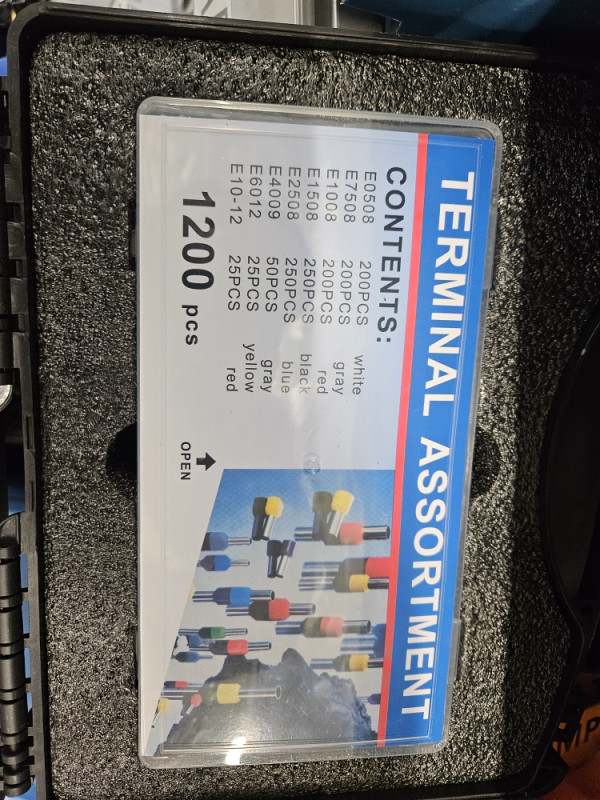 TERMINAL ASSORTMENT
CONTENTS:
E0508 200PCS white
E7508 200PCS gray
E1008 200PCS red
E1508 250PCS black
E2508 250PCS blue
E4009 50PCS gray
E6012 25PCS yellow
E10-12 25PCS red
1200 pcs
OPEN